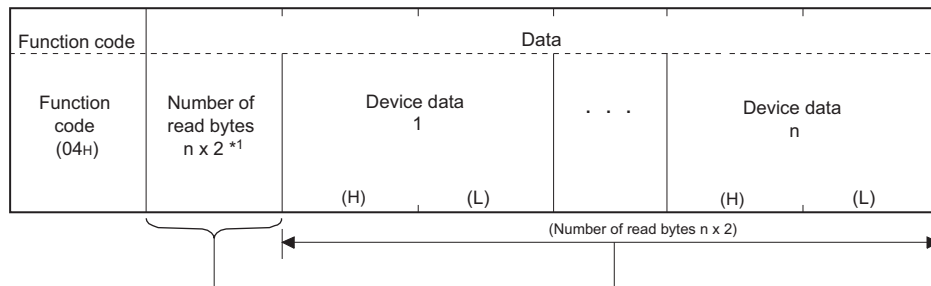 Function code
Data
Function
code
(04H)
Number of
read bytes
n x 2 *1
Device data
1
. . .
Device data
n
(H)
(L)
(H)
(L)
(Number of read bytes n x 2)